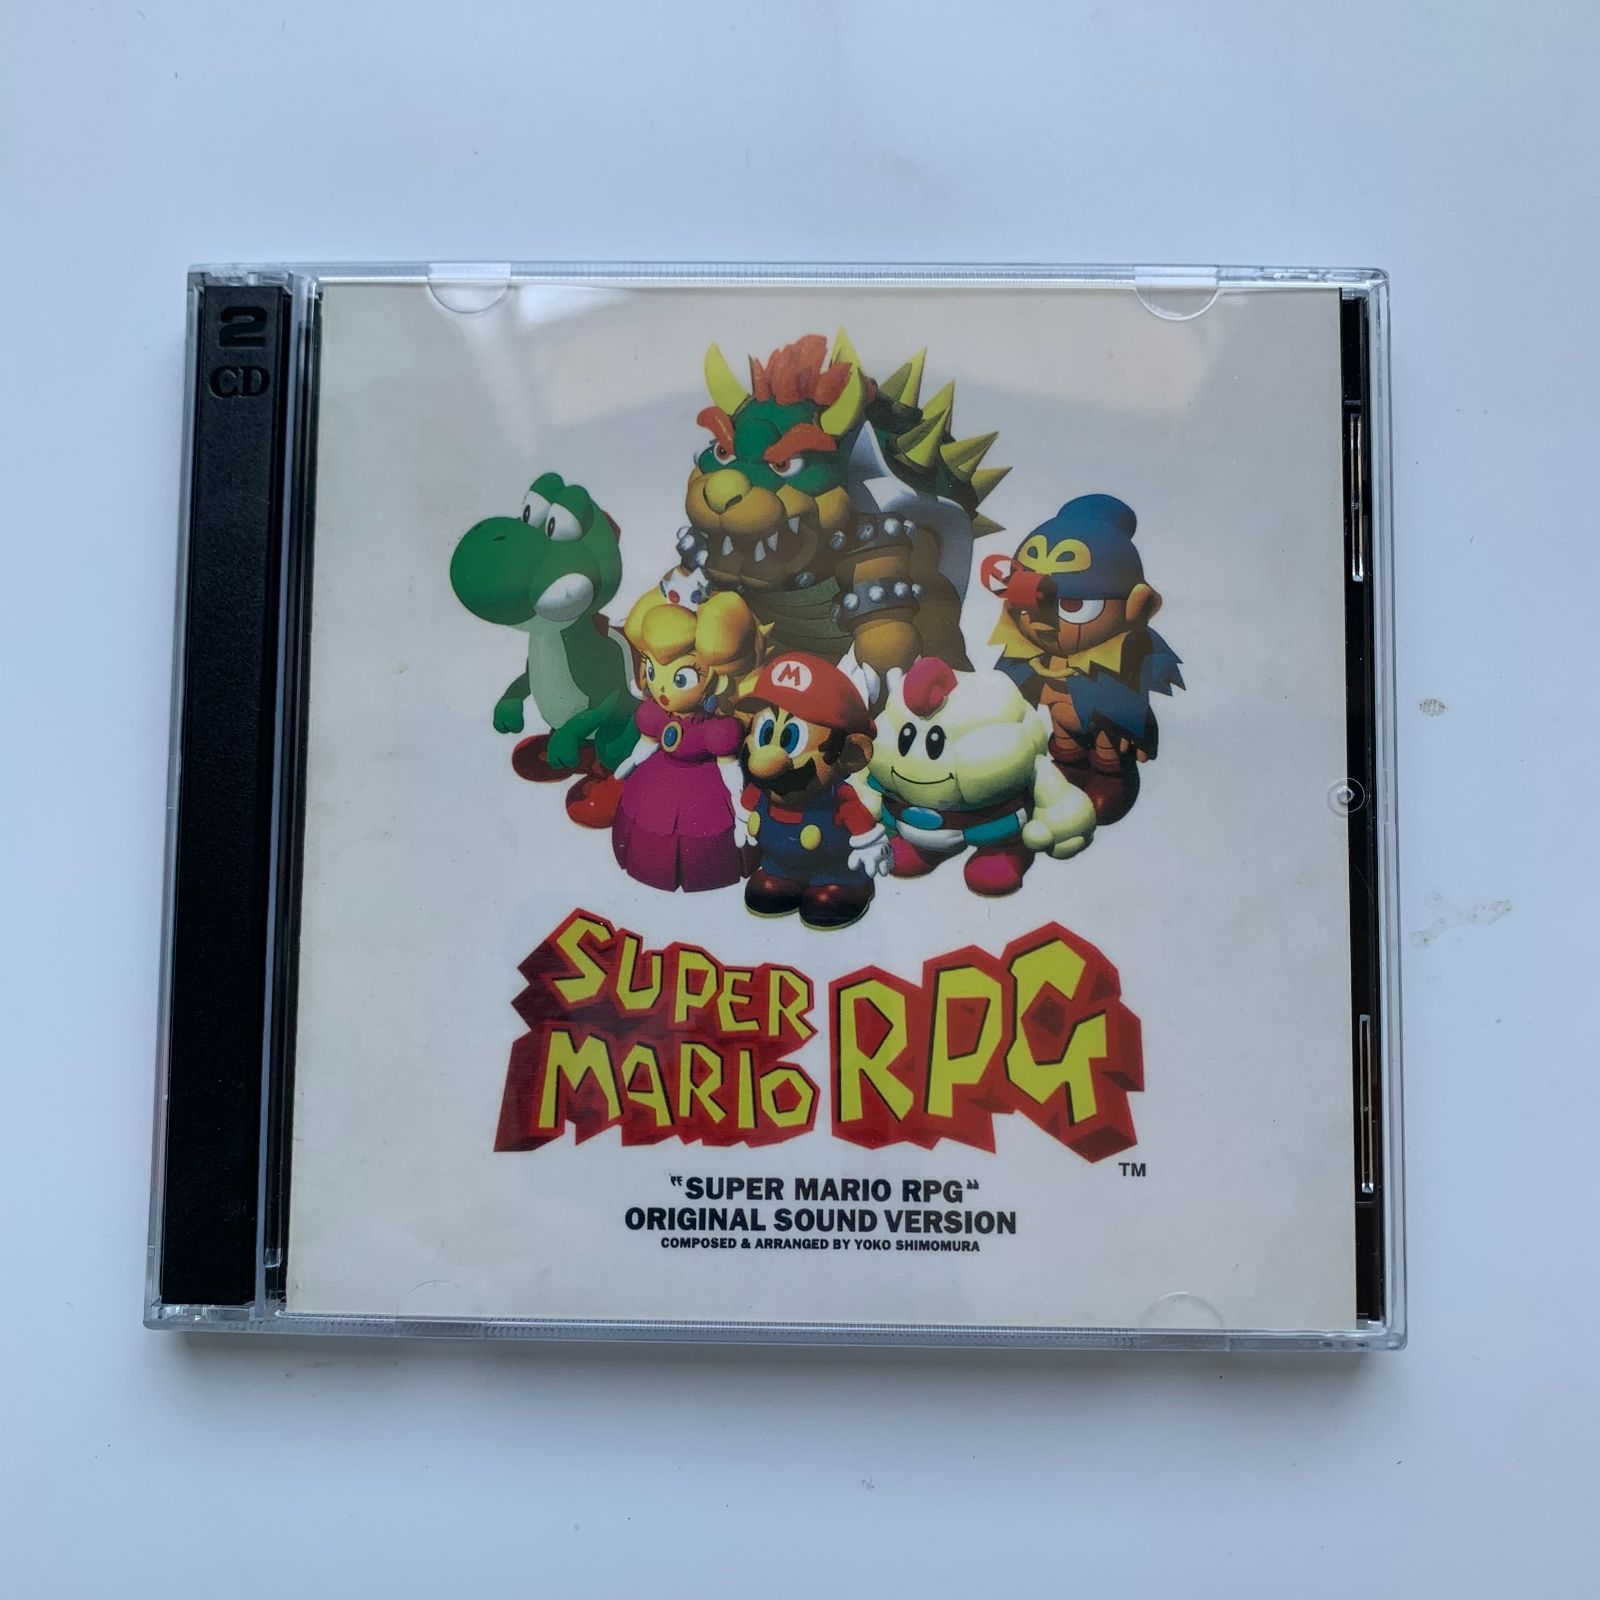 2
CD
M
SUPER
MARIO RPG
TM
"SUPER MARIO RPG"
ORIGINAL SOUND VERSION
COMPOSED & ARRANGED BY YOKO SHIMOMURA